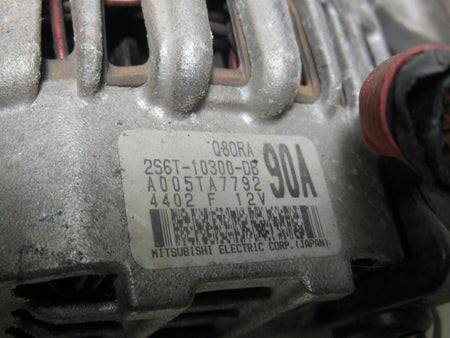 Q80RA
2S6T-10300-DB
90A
A005TA7792
4402 F 12V
MITSUBISHI ELECTRIC CORP.(JAPAN)